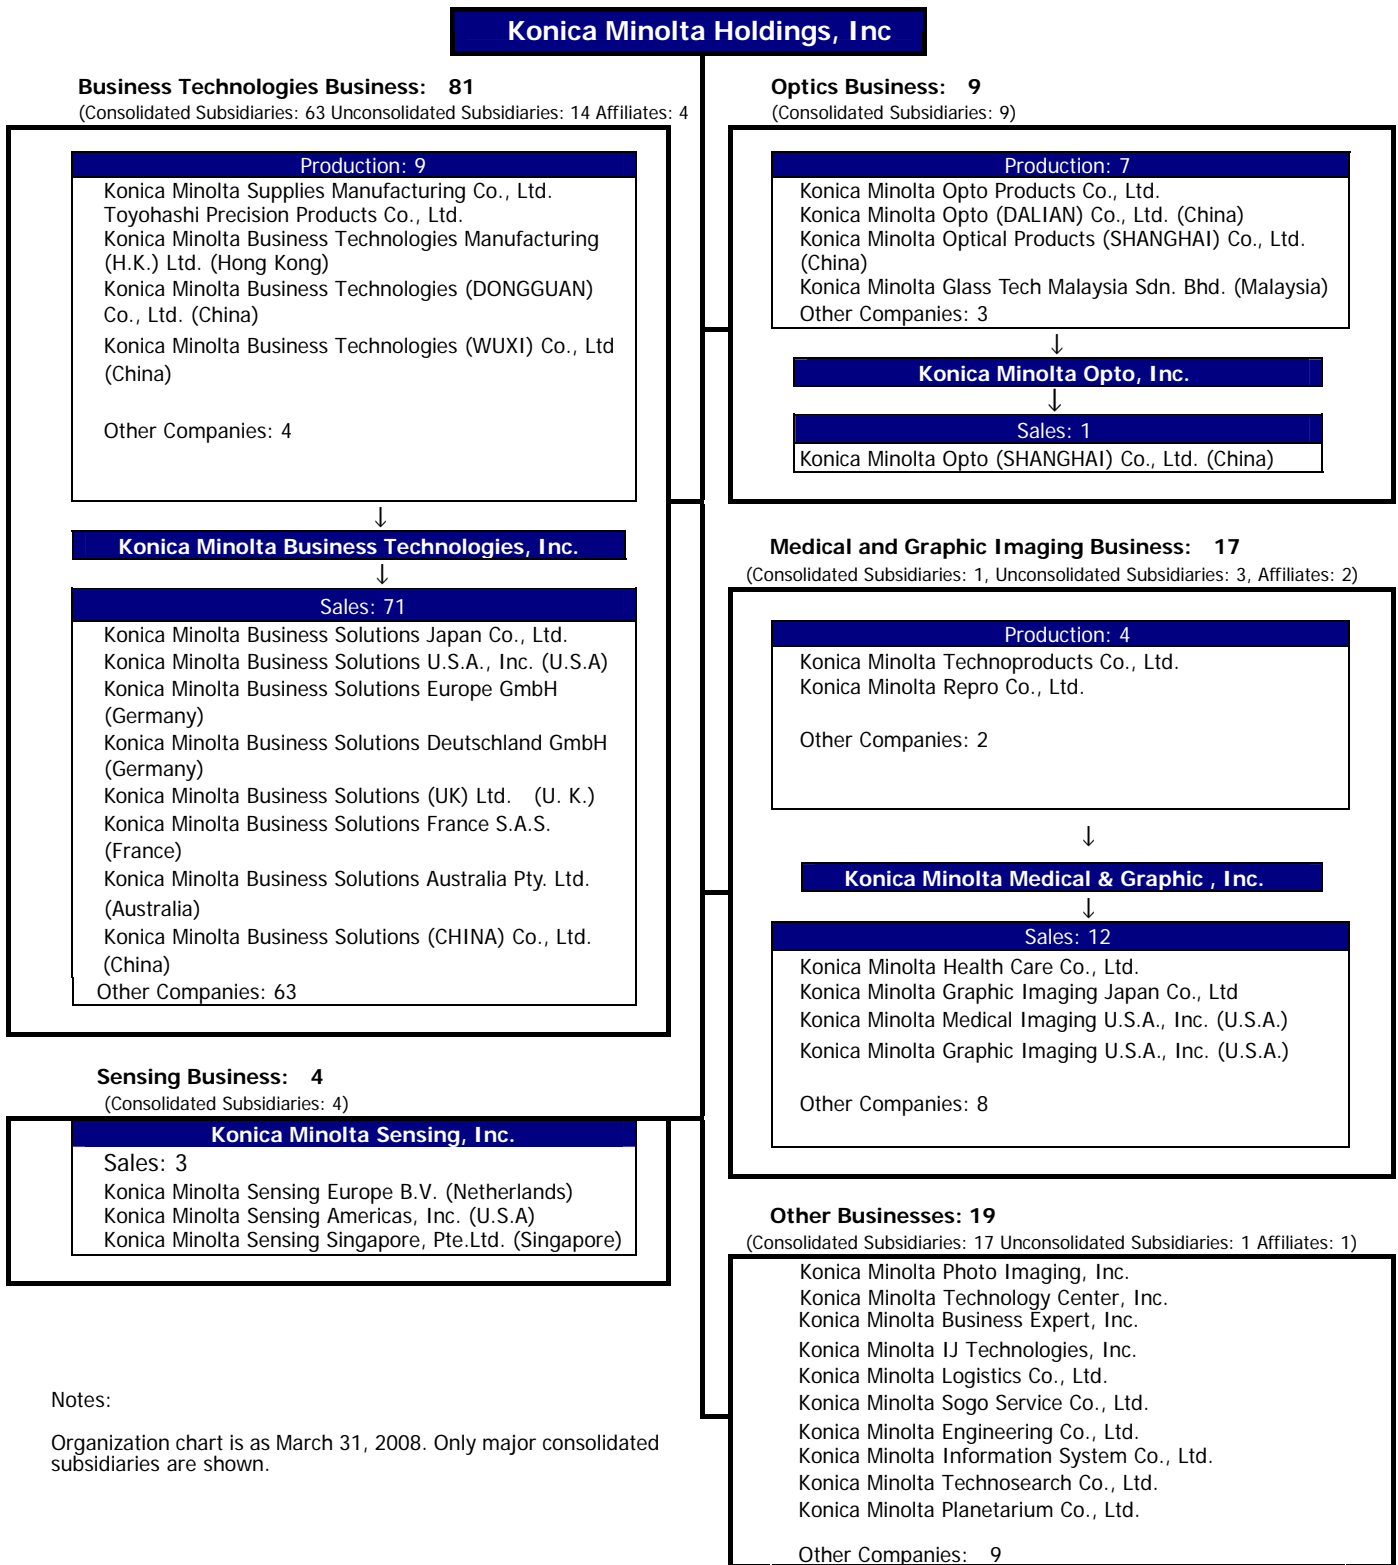 Konica Minolta Holdings, Inc
Business Technologies Business: 81
(Consolidated Subsidiaries: 63 Unconsolidated Subsidiaries: 14 Affiliates: 4
Production: 9
Konica Minolta Supplies Manufacturing Co., Ltd.
Toyohashi Precision Products Co., Ltd.
Konica Minolta Business Technologies Manufacturing
(H.K.) Ltd. (Hong Kong)
Konica Minolta Business Technologies (DONGGUAN)
Co., Ltd. (China)
Konica Minolta Business Technologies (WUXI) Co., Ltd
(China)
Other Companies: 4
↓
Konica Minolta Business Technologies, Inc.
↓
Sales: 71
Konica Minolta Business Solutions Japan Co., Ltd.
Konica Minolta Business Solutions U.S.A., Inc. (U.S.A)
Konica Minolta Business Solutions Europe GmbH
(Germany)
Konica Minolta Business Solutions Deutschland GmbH
(Germany)
Konica Minolta Business Solutions (UK) Ltd. (U. K.)
Konica Minolta Business Solutions France S.A.S.
(France)
Konica Minolta Business Solutions Australia Pty. Ltd.
(Australia)
Konica Minolta Business Solutions (CHINA) Co., Ltd.
(China)
Other Companies: 63
Sensing Business: 4
(Consolidated Subsidiaries: 4)
Konica Minolta Sensing, Inc.
Sales: 3
Konica Minolta Sensing Europe B.V. (Netherlands)
Konica Minolta Sensing Americas, Inc. (U.S.A)
Konica Minolta Sensing Singapore, Pte.Ltd. (Singapore)
Notes:
Organization chart is as March 31, 2008. Only major consolidated
subsidiaries are shown.
Optics Business: 9
(Consolidated Subsidiaries: 9)
Production: 7
Konica Minolta Opto Products Co., Ltd.
Konica Minolta Opto (DALIAN) Co., Ltd. (China)
Konica Minolta Optical Products (SHANGHAI) Co., Ltd.
(China)
Konica Minolta Glass Tech Malaysia Sdn. Bhd. (Malaysia)
Other Companies: 3
↓
Konica Minolta Opto, Inc.
↓
Sales: 1
Konica Minolta Opto (SHANGHAI) Co., Ltd. (China)
Medical and Graphic Imaging Business: 17
(Consolidated Subsidiaries: 1, Unconsolidated Subsidiaries: 3, Affiliates: 2)
Production: 4
Konica Minolta Technoproducts Co., Ltd.
Konica Minolta Repro Co., Ltd.
Other Companies: 2
↓
Konica Minolta Medical & Graphic , Inc.
↓
Sales: 12
Konica Minolta Health Care Co., Ltd.
Konica Minolta Graphic Imaging Japan Co., Ltd
Konica Minolta Medical Imaging U.S.A., Inc. (U.S.A.)
Konica Minolta Graphic Imaging U.S.A., Inc. (U.S.A.)
Other Companies: 8
Other Businesses: 19
(Consolidated Subsidiaries: 17 Unconsolidated Subsidiaries: 1 Affiliates: 1)
Konica Minolta Photo Imaging, Inc.
Konica Minolta Technology Center, Inc.
Konica Minolta Business Expert, Inc.
Konica Minolta IJ Technologies, Inc.
Konica Minolta Logistics Co., Ltd.
Konica Minolta Sogo Service Co., Ltd.
Konica Minolta Engineering Co., Ltd.
Konica Minolta Information System Co., Ltd.
Konica Minolta Technosearch Co., Ltd.
Konica Minolta Planetarium Co., Ltd.
Other Companies: 9